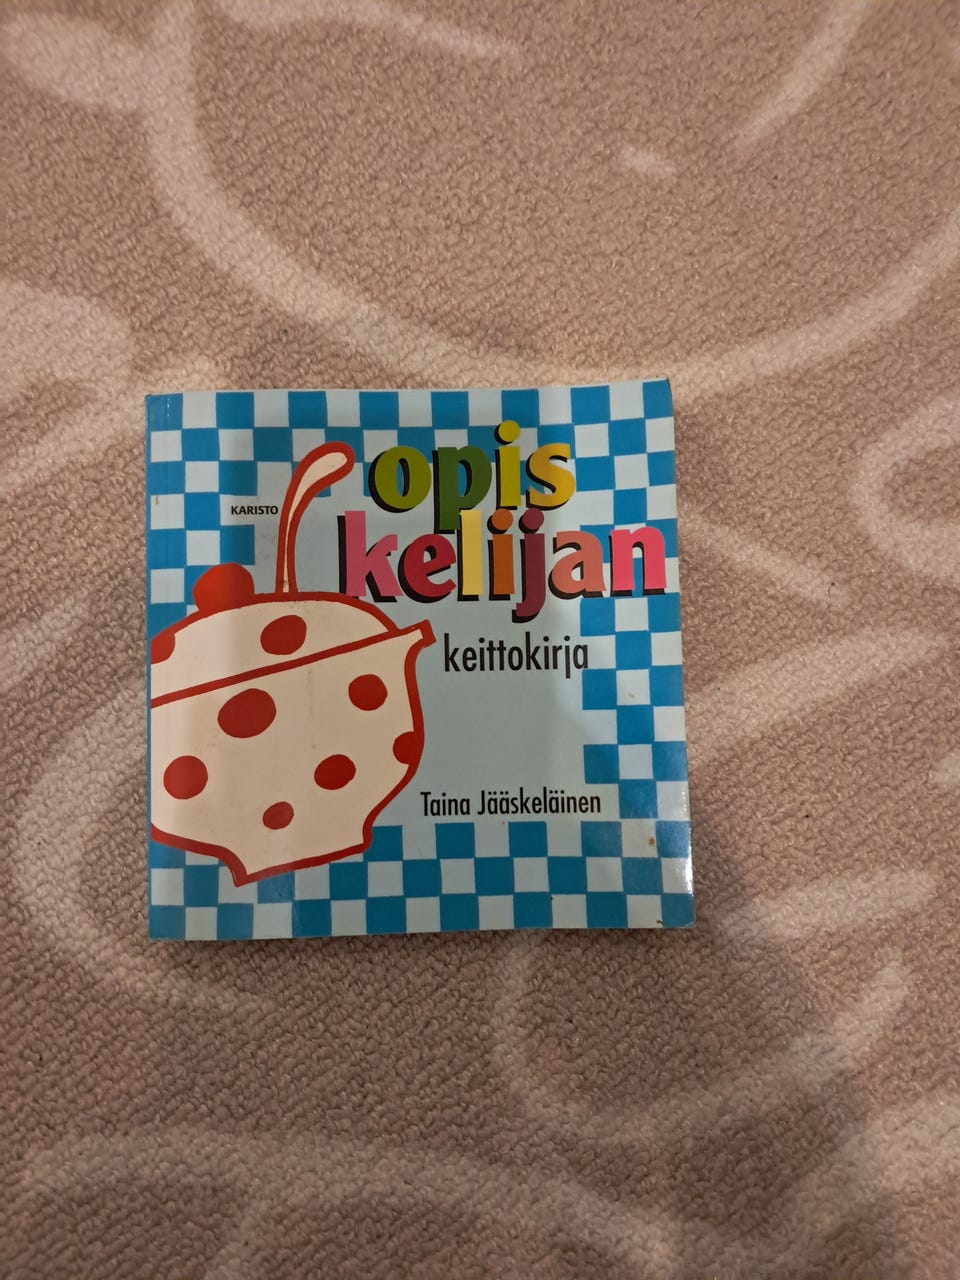 KARISTO
opis
kelijan
keittokirja
Taina Jääskeläinen